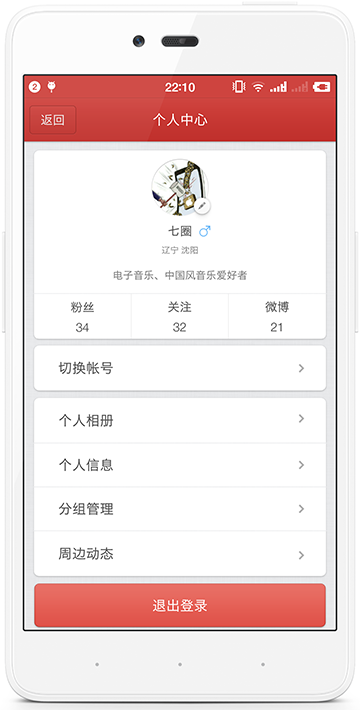 2
22:10
返回
个人中心
七圈
辽宁 沈阳
电子音乐、中国风音乐爱好者
粉丝 关注 微博
34 32 21
切换帐号
个人相册
个人信息
分组管理
周边动态
退出登录